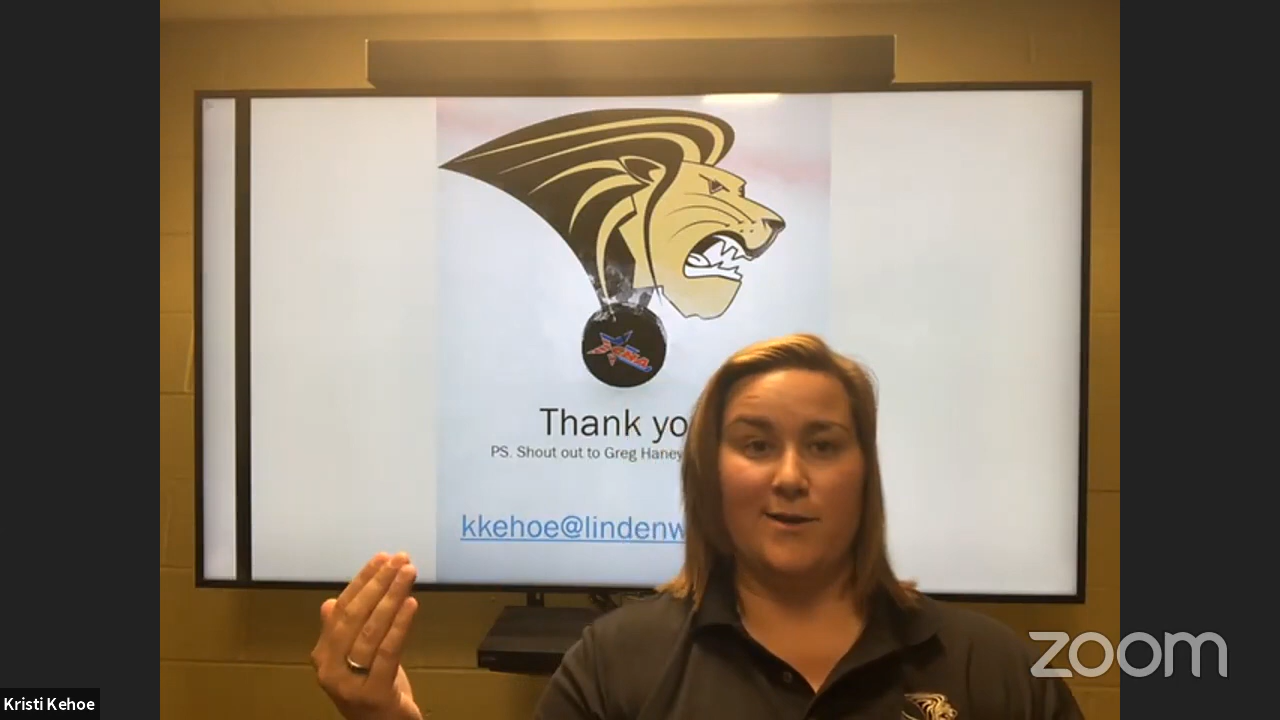 Thank yo
PS. Shout out to Greg Haney
kkehoe@lindenw
zoom
Kristi Kehoe